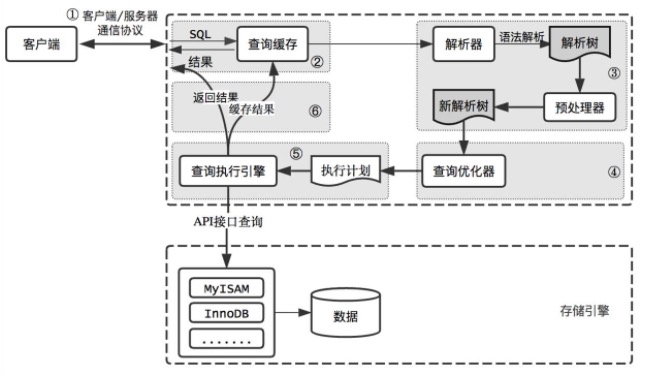 ① 客户端/服务器
通信协议
客户端
SQL
结果
查询缓存
②
解析器
语法解析
解析树
③
新解析树
预处理器
返回结果
缓存结果
⑥
查询执行引擎
⑤
执行计划
查询优化器
④
API接口查询
MyISAM
InnoDB
.......
数据
存储引擎